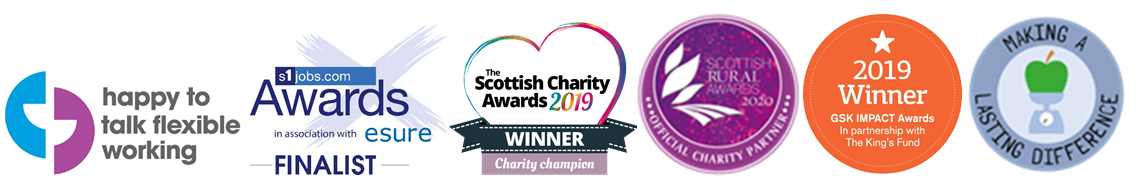 happy to
talk flexible
working
s1jobs.com
Awards
in association with esure
FINALIST
The
Scottish Charity
Awards 2019
WINNER
Charity champion
SCOTTISH
RURAL
AWARDS
2020
OFFICIAL CHARITY PARTNER
2019
Winner
GSK IMPACT Awards
In partnership with
The King's Fund
MAKING A
LASTING DIFFERENCE